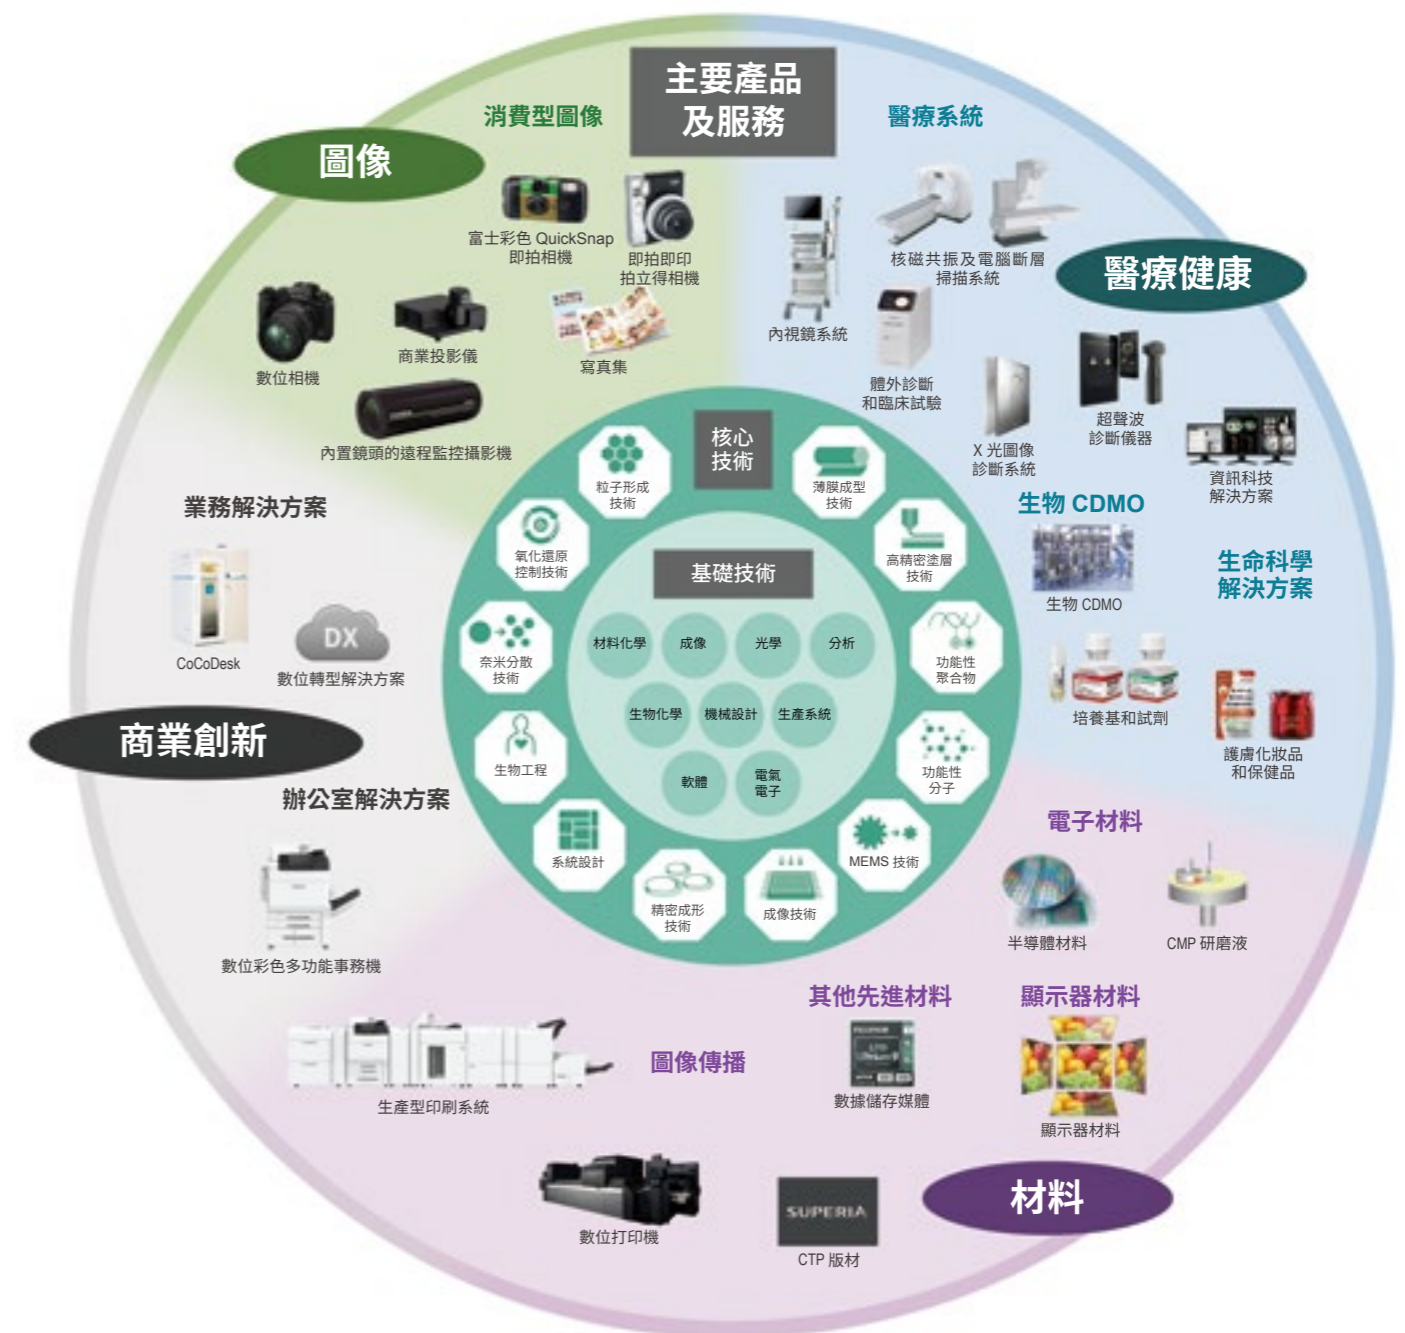 主要產品
及服務
圖像
消費型圖像
富士彩色 QuickSnap
即拍相機
即拍即印
拍立得相機
數位相機
商業投影儀
寫真集
內置鏡頭的遠程監控攝影機
醫療系統
醫療健康
內視鏡系統
核磁共振及電腦斷層
掃描系統
體外診斷
和臨床試驗
X 光圖像
診斷系統
超聲波
診斷儀器
資訊科技
解決方案
生物 CDMO
生物 CDMO
生命科學
解決方案
培養基和試劑
護膚化妝品
和保健品
業務解決方案
CoCoDesk
DX
數位轉型解決方案
商業創新
辦公室解決方案
數位彩色多功能事務機
核心
技術
粒子形成
技術
薄膜成型
技術
氧化還原
控制技術
高精密塗層
技術
奈米分散
技術
功能性
聚合物
生物工程
功能性
分子
系統設計
MEMS 技術
精密成形
技術
成像技術
基礎技術
材料化學
成像
光學
分析
生物化學
機械設計
生產系統
軟體
電氣
電子
電子材料
半導體材料
CMP 研磨液
其他先進材料
數據儲存媒體
顯示器材料
顯示器材料
圖像傳播
生產型印刷系統
數位打印機
SUPERIA
CTP 版材
材料